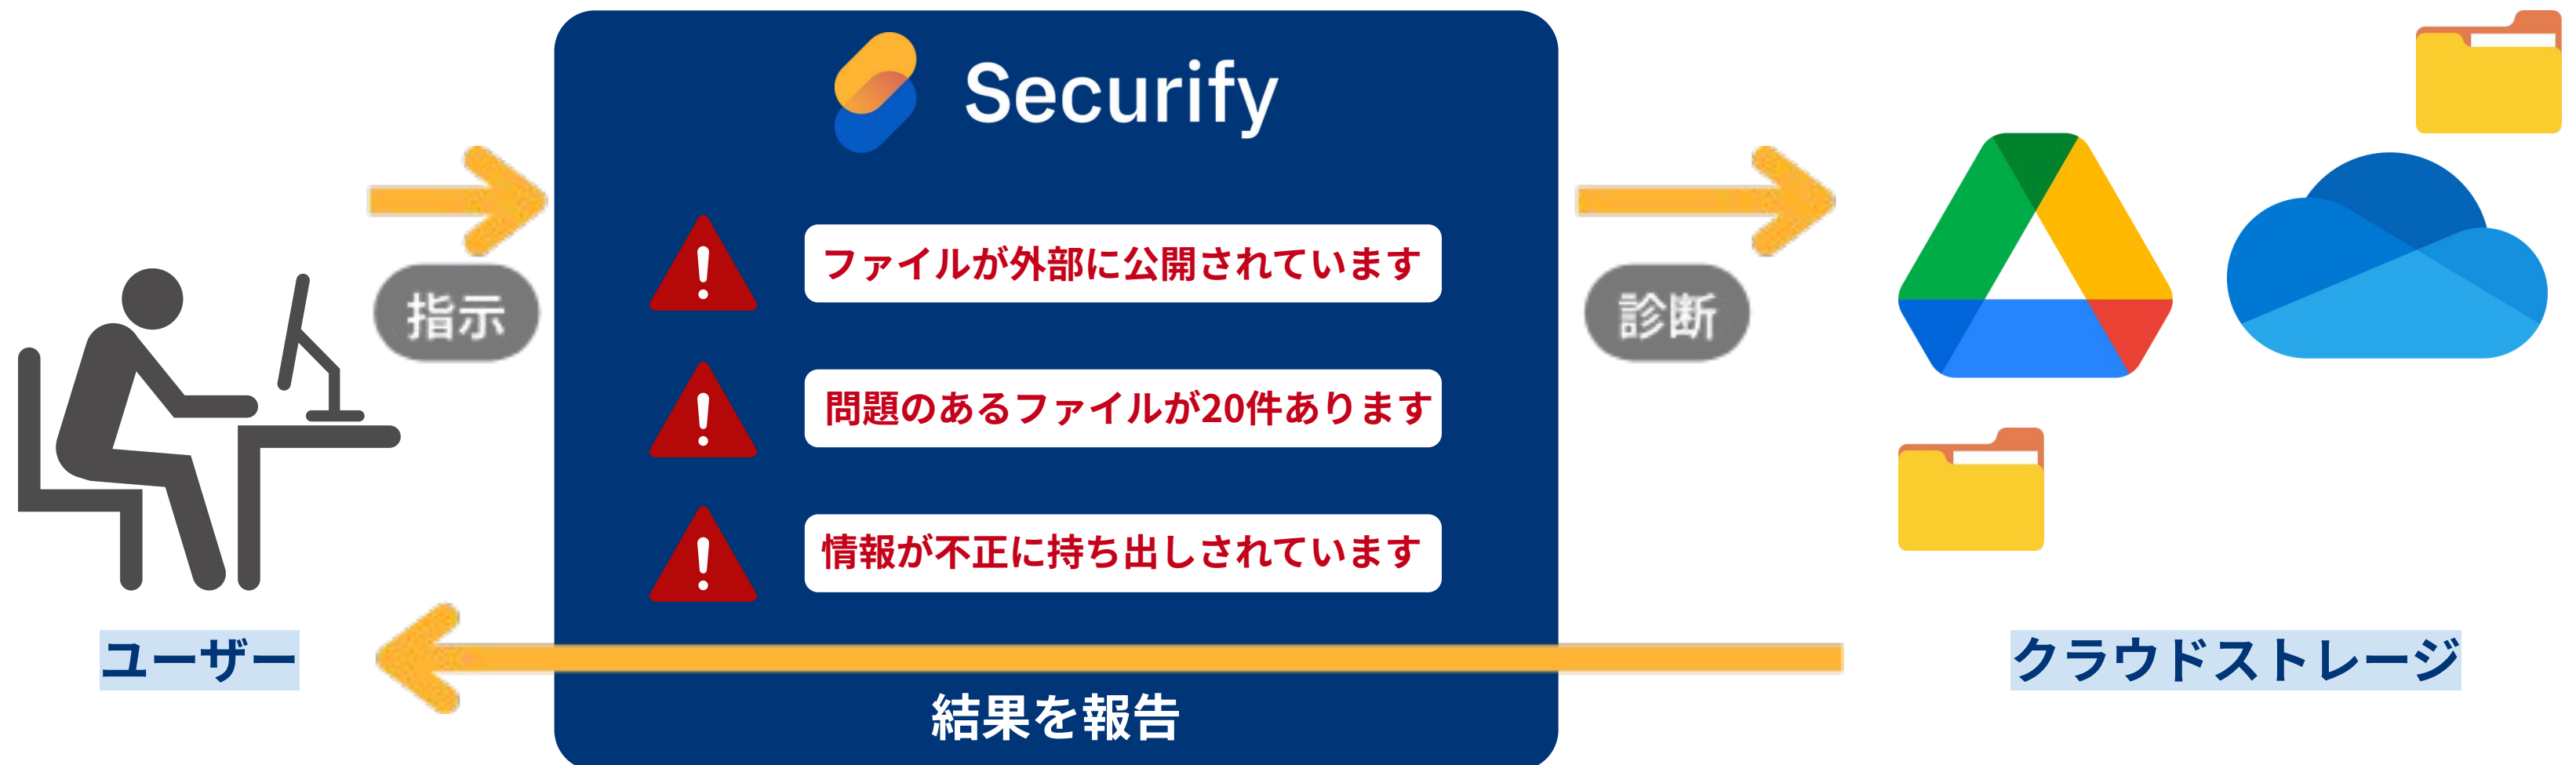 Securify
指示
ファイルが外部に公開されています
診断
問題のあるファイルが20件あります
情報が不正に持ち出しされています
ユーザー
クラウドストレージ
結果を報告